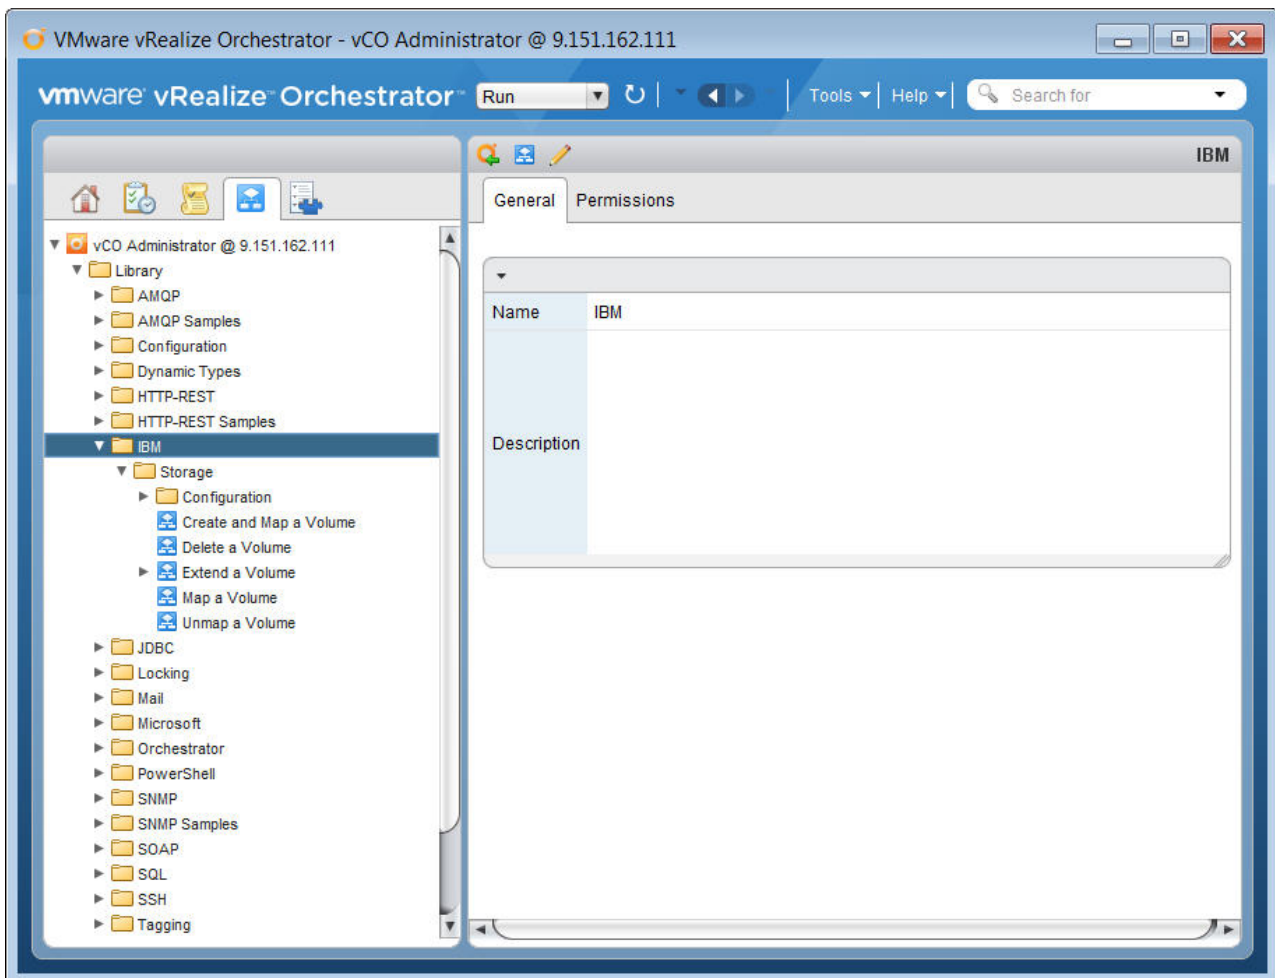 VMware vRealize Orchestrator - vCO Administrator @ 9.151.162.111
vmware vRealize™ Orchestrator™ Run Tools Help Search for
IBM
General Permissions
vCO Administrator @ 9.151.162.111
Library
AMQP
AMQP Samples
Configuration
Dynamic Types
HTTP-REST
HTTP-REST Samples
IBM
Storage
Configuration
Create and Map a Volume
Delete a Volume
Extend a Volume
Map a Volume
Unmap a Volume
JDBC
Locking
Mail
Microsoft
Orchestrator
PowerShell
SNMP
SNMP Samples
SOAP
SQL
SSH
Tagging
Name IBM
Description